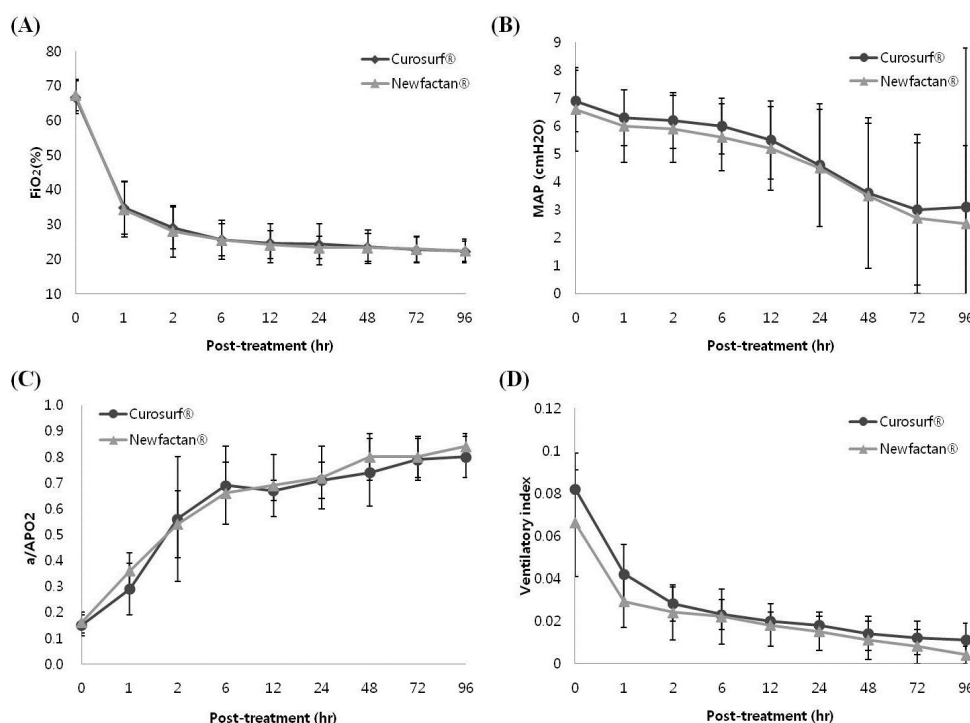 (A)
80
70
60
50
40
30
20
10
FiO2(%)
Curosurf®
Newfactan®
0 1 2 6 12 24 48 72 96
Post-treatment (hr)
(B)
9
8
7
6
5
4
3
2
1
0
MAP (cmH2O)
Curosurf®
Newfactan®
0 1 2 6 12 24 48 72 96
Post-treatment (hr)
(C)
1.0
0.9
0.8
0.7
0.6
0.5
0.4
0.3
0.2
0.1
0.0
a/APO2
Curosurf®
Newfactan®
0 1 2 6 12 24 48 72 96
Post-treatment (hr)
(D)
0.12
0.1
0.08
0.06
0.04
0.02
0
Ventilatory index
Curosurf®
Newfactan®
0 1 2 6 12 24 48 72 96
Post-treatment (hr)